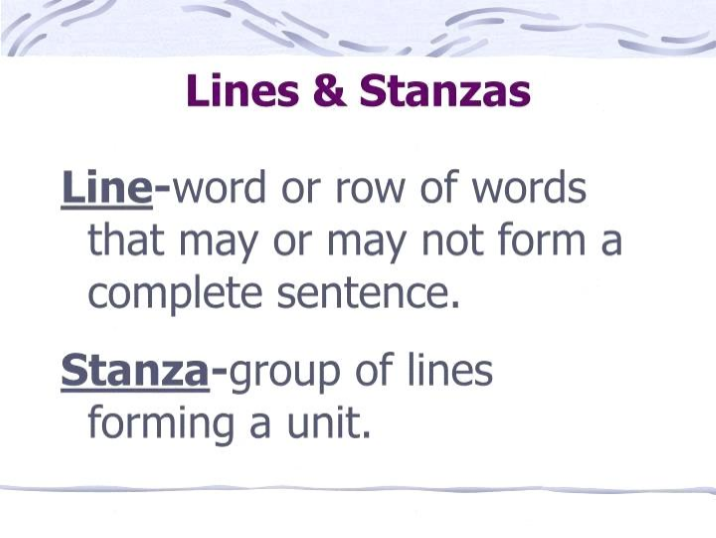 Lines & Stanzas
Line-word or row of words
that may or may not form a
complete sentence.
Stanza-group of lines
forming a unit.